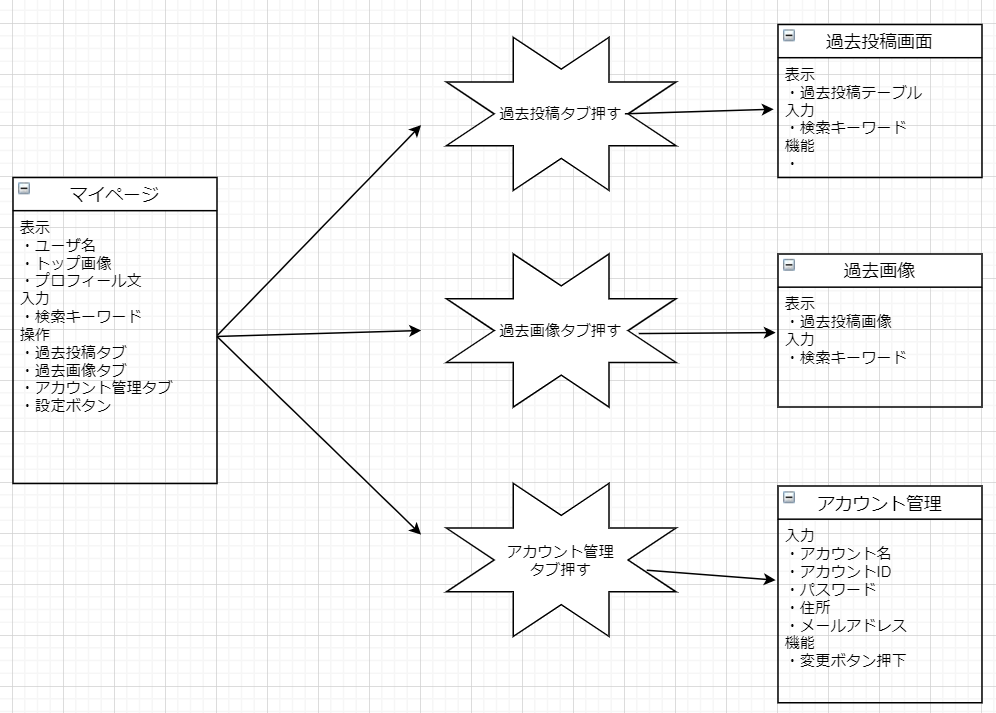 マイページ
表示
・ユーザ名
・トップ画像
・プロフィール文
入力
・検索キーワード
操作
・過去投稿タブ
・過去画像タブ
・アカウント管理タブ
・設定ボタン
過去投稿タブ押す
過去投稿画面
表示
・過去投稿テーブル
入力
・検索キーワード
機能
・
過去画像タブ押す
過去画像
表示
・過去投稿画像
入力
・検索キーワード
アカウント管理
タブ押す
アカウント管理
入力
・アカウント名
・アカウントID
・パスワード
・住所
・メールアドレス
機能
・変更ボタン押下